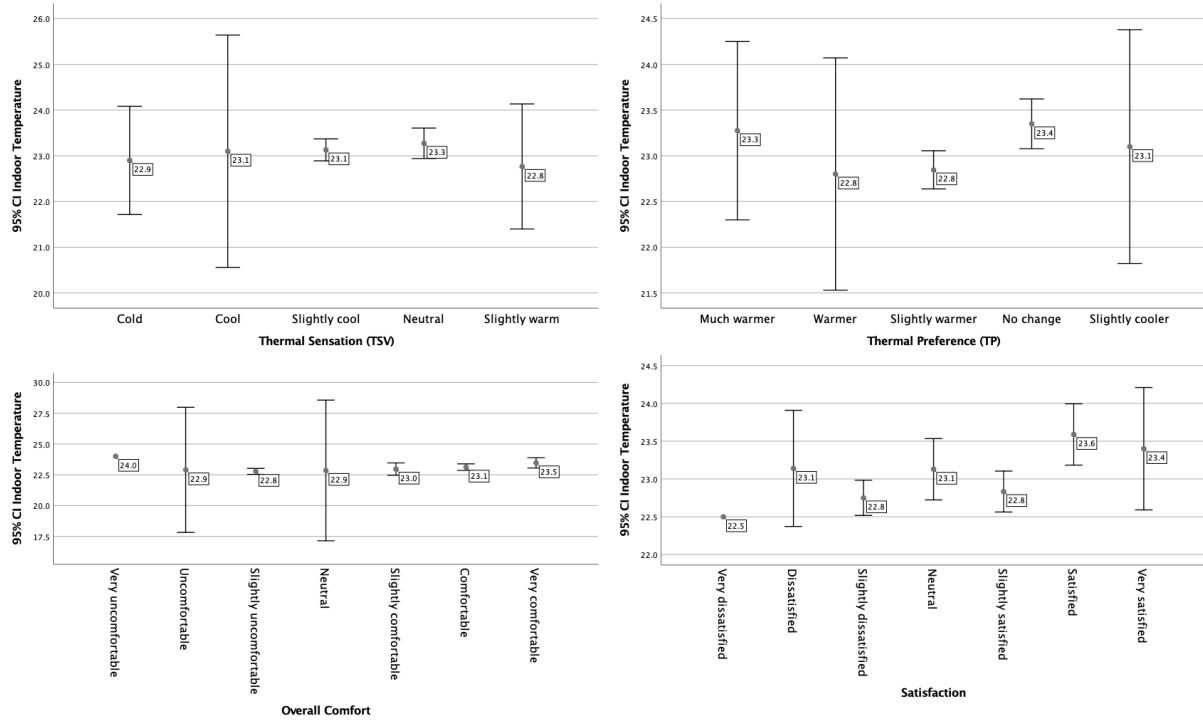 95% CI Indoor Temperature
26.0
25.0
24.0
23.0
22.0
21.0
20.0
22.9
23.1
23.1
23.3
22.8
Cold
Cool
Slightly cool
Neutral
Slightly warm
Thermal Sensation (TSV)
95% CI Indoor Temperature
24.5
24.0
23.5
23.0
22.5
22.0
21.5
23.3
22.8
22.8
23.4
23.1
Much warmer
Warmer
Slightly warmer
No change
Slightly cooler
Thermal Preference (TP)
95% CI Indoor Temperature
30.0
27.5
25.0
22.5
20.0
17.5
24.0
22.9
22.8
22.9
23.0
23.1
23.5
Very uncomfortable
Uncomfortable
Slightly uncomfortable
Neutral
Slightly comfortable
Comfortable
Very comfortable
Overall Comfort
95% CI Indoor Temperature
24.5
24.0
23.5
23.0
22.5
22.0
22.5
23.1
22.8
23.1
22.8
23.6
23.4
Very dissatisfied
Dissatisfied
Slightly dissatisfied
Neutral
Slightly satisfied
Satisfied
Very satisfied
Satisfaction